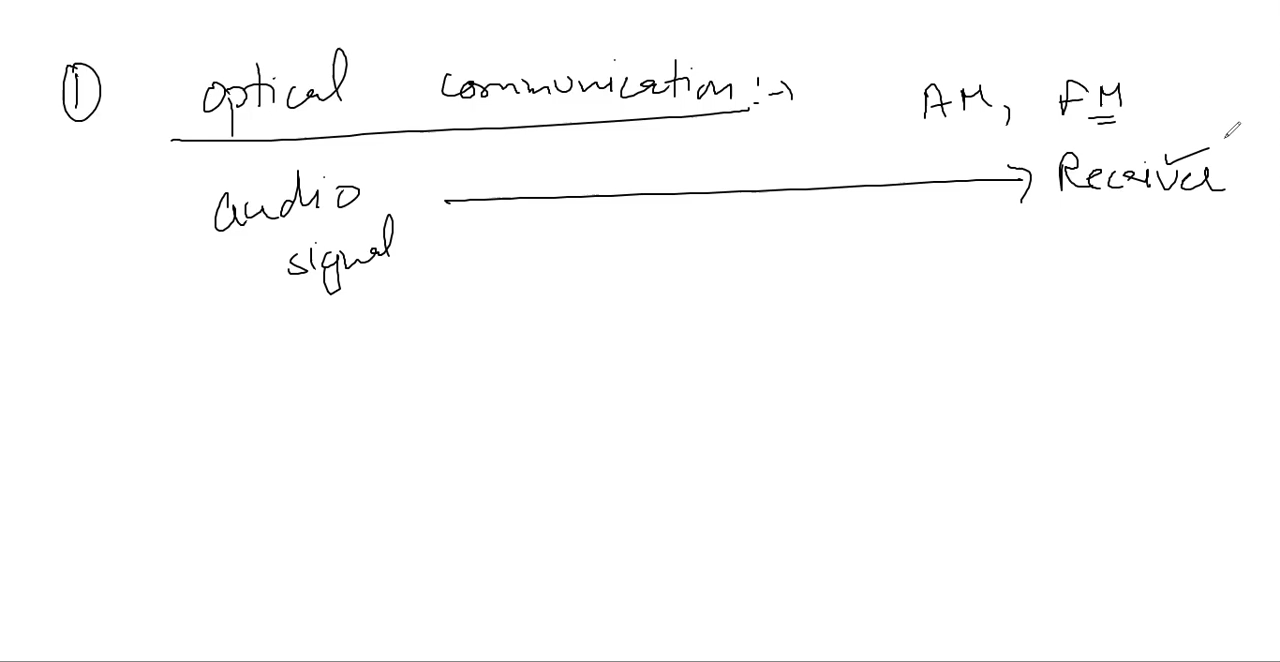 ① optical communication :→ AM, FM
audio → Receiver
signal